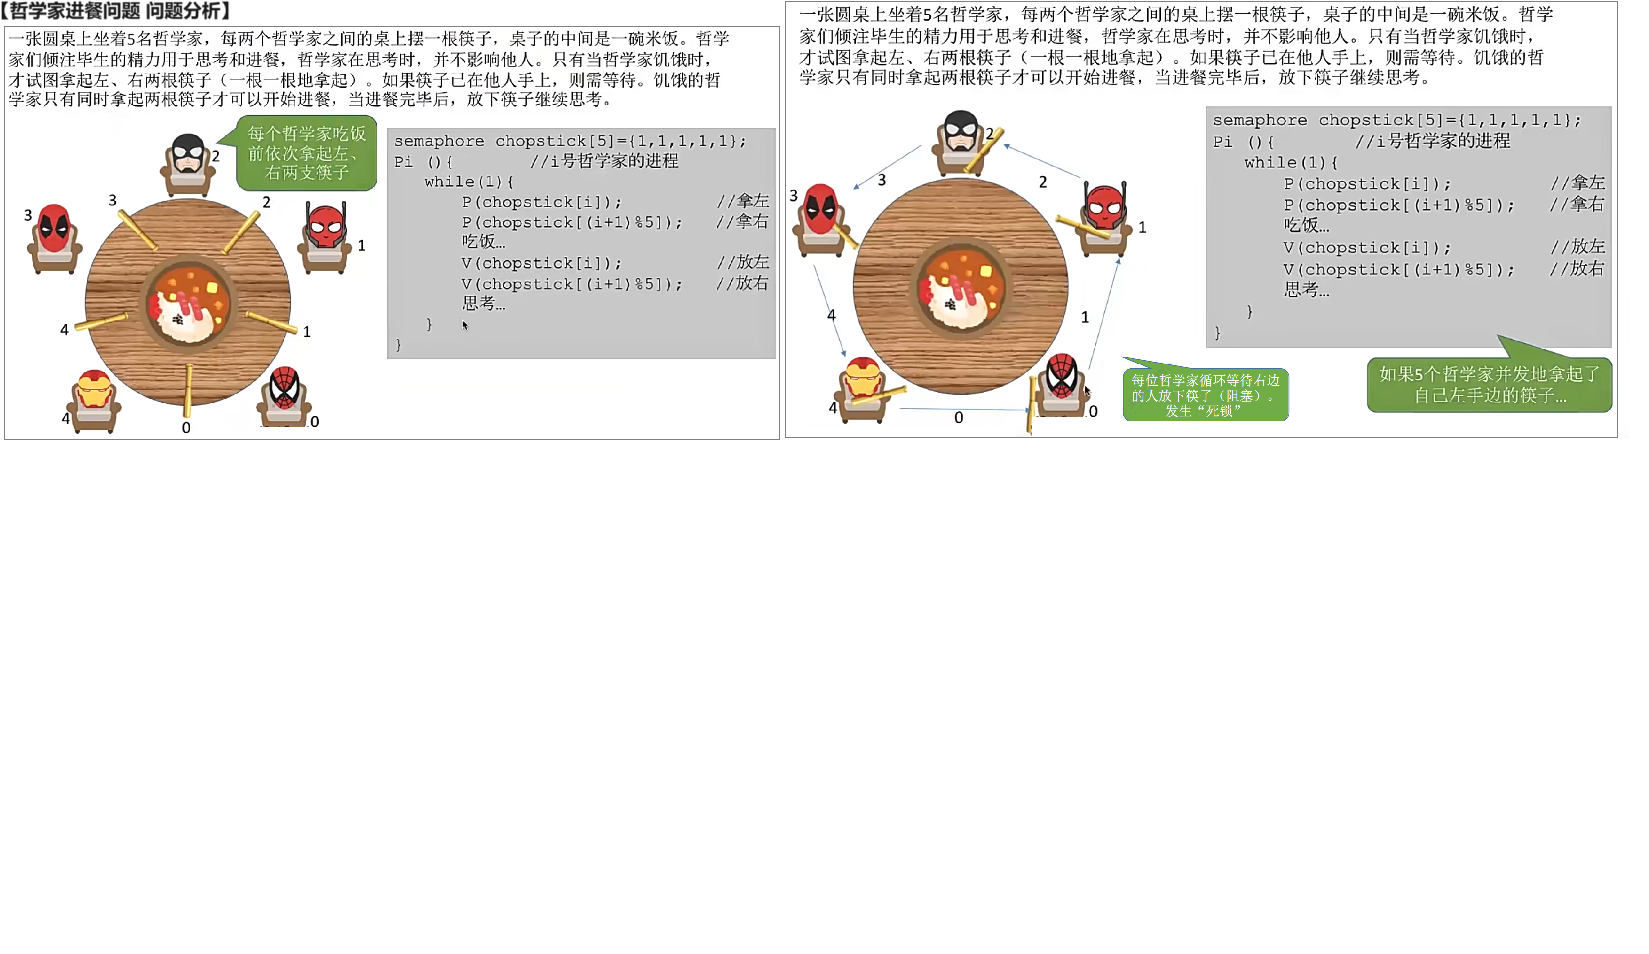 【哲学家进餐问题 问题分析】
一张圆桌上坐着5名哲学家，每两个哲学家之间的桌上摆一根筷子，桌子的中间是一碗米饭。哲学
家们倾注毕生的精力用于思考和进餐，哲学家在思考时，并不影响他人。只有当哲学家饥饿时，
才试图拿起左、右两根筷子（一根一根地拿起）。如果筷子已在他人手上，则需等待。饥饿的哲
学家只有同时拿起两根筷子才可以开始进餐，当进餐完毕后，放下筷子继续思考。
每个哲学家吃饭
前依次拿起左、
右两支筷子
2
3
3
2
1
4
1
4
0
0
semaphore chopstick[5]={1,1,1,1,1};
Pi (){ //i号哲学家的进程
while(1){
P(chopstick[i]); //拿左
P(chopstick[(i+1)%5]); //拿右
吃饭…
V(chopstick[i]); //放左
V(chopstick[(i+1)%5]); //放右
思考…
}
}
一张圆桌上坐着5名哲学家，每两个哲学家之间的桌上摆一根筷子，桌子的中间是一碗米饭。哲学
家们倾注毕生的精力用于思考和进餐，哲学家在思考时，并不影响他人。只有当哲学家饥饿时，
才试图拿起左、右两根筷子（一根一根地拿起）。如果筷子已在他人手上，则需等待。饥饿的哲
学家只有同时拿起两根筷子才可以开始进餐，当进餐完毕后，放下筷子继续思考。
2
3
3
2
1
4
1
4
0
0
semaphore chopstick[5]={1,1,1,1,1};
Pi (){ //i号哲学家的进程
while(1){
P(chopstick[i]); //拿左
P(chopstick[(i+1)%5]); //拿右
吃饭…
V(chopstick[i]); //放左
V(chopstick[(i+1)%5]); //放右
思考…
}
}
每位哲学家循环等待右边
的人放下筷子（阻塞）。
发生“死锁”
如果5个哲学家并发地拿起了
自己左手边的筷子…